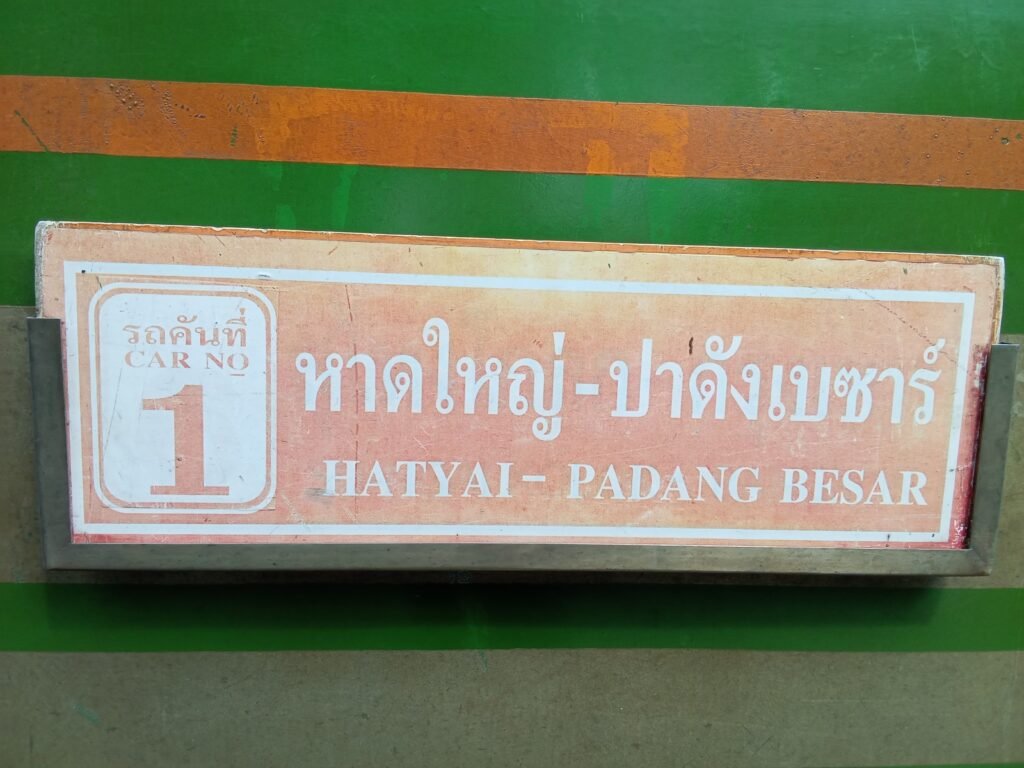 รถคันที่
CAR NO
1
หาดใหญ่-ปาดังเบซาร์
HATYAI- PADANG BESAR